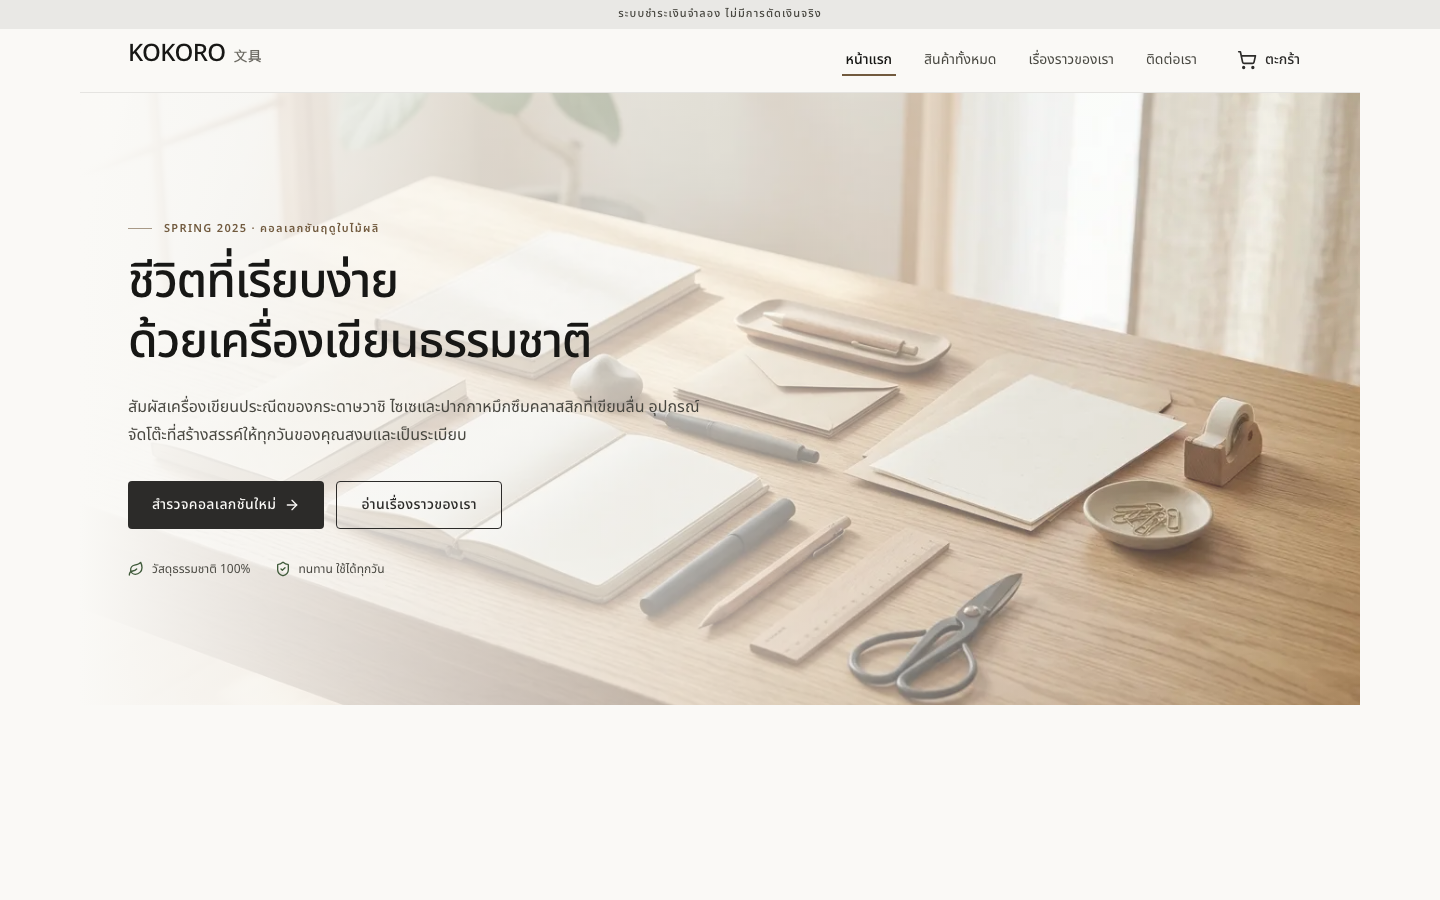 ระบบชำระเงินจำลอง ไม่มีการตัดเงินจริง
KOKORO 文具
หน้าแรก
สินค้าทั้งหมด
เรื่องราวของเรา
ติดต่อเรา
ตะกร้า
SPRING 2025 · คอลเลกชันฤดูใบไม้ผลิ
ชีวิตที่เรียบง่าย
ด้วยเครื่องเขียนธรรมชาติ
สัมผัสเครื่องเขียนประณีตของกระดาษวาชิ ไซเซและปากกาหมึกซึมคลาสสิกที่เขียนลื่น อุปกรณ์
จัดโต๊ะที่สร้างสรรค์ให้ทุกวันของคุณสงบและเป็นระเบียบ
สำรวจคอลเลกชันใหม่
อ่านเรื่องราวของเรา
วัสดุธรรมชาติ 100%
ทนทาน ใช้ได้ทุกวัน